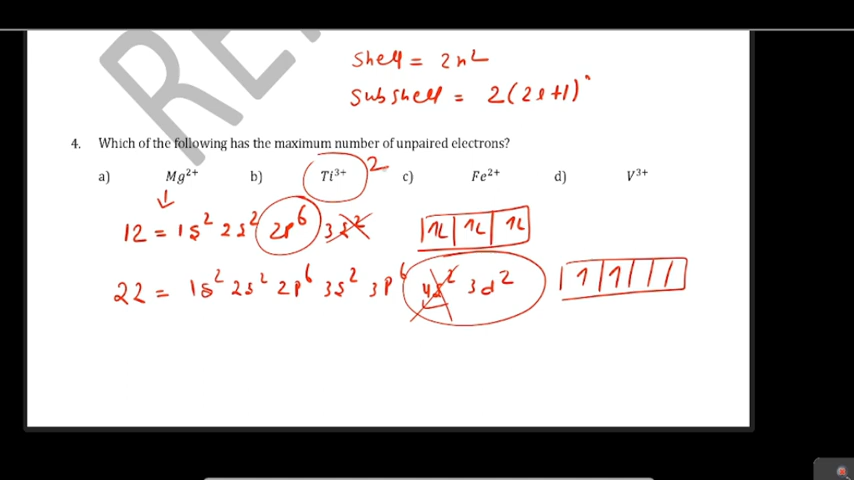 Shell = 2n²
Subshell = 2(2l+1)
4. Which of the following has the maximum number of unpaired electrons?
a) Mg²⁺ b) Ti³⁺ 2 c) Fe²⁺ d) V³⁺
12 = 1s² 2s² 2p⁶ 3s²
22 = 1s² 2s² 2p⁶ 3s² 3p⁶ 4s² 3d²